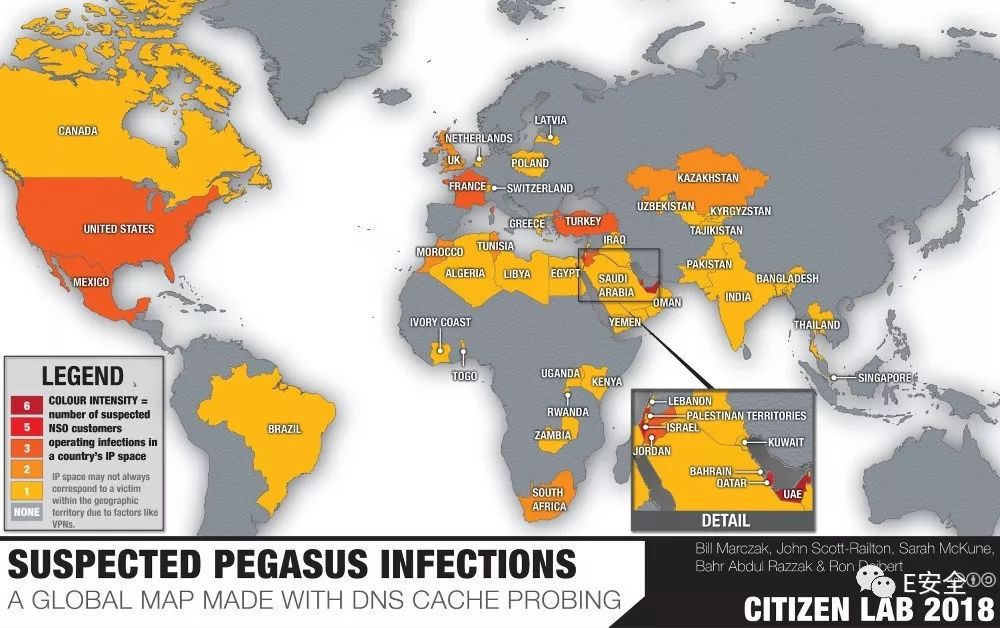 CANADA
UNITED STATES
MEXICO
BRAZIL
LATVIA
NETHERLANDS
UK
POLAND
FRANCE
SWITZERLAND
GREECE
TURKEY
KAZAKHSTAN
UZBEKISTAN
KYRGYZSTAN
TAJIKISTAN
MOROCCO
TUNISIA
IRAQ
ALGERIA
LIBYA
EGYPT
SAUDI
ARABIA
PAKISTAN
BANGLADESH
INDIA
OMAN
YEMEN
THAILAND
SINGAPORE
IVORY COAST
TOGO
UGANDA
KENYA
RWANDA
ZAMBIA
SOUTH
AFRICA
LEBANON
PALESTINIAN TERRITORIES
ISRAEL
JORDAN
KUWAIT
BAHRAIN
QATAR
UAE
DETAIL
LEGEND
6
5
3
2
1
NONE
COLOUR INTENSITY =
number of suspected
NSO customers
operating infections in
a country's IP space
IP space may not always
correspond to a victim
within the geographic
territory due to factors like
VPNs.
SUSPECTED PEGASUS INFECTIONS
A GLOBAL MAP MADE WITH DNS CACHE PROBING
Bill Marczak, John Scott-Railton, Sarah McKune,
Bahr Abdul Razzak & Ron Deibert
E安全
CITIZEN LAB 2018